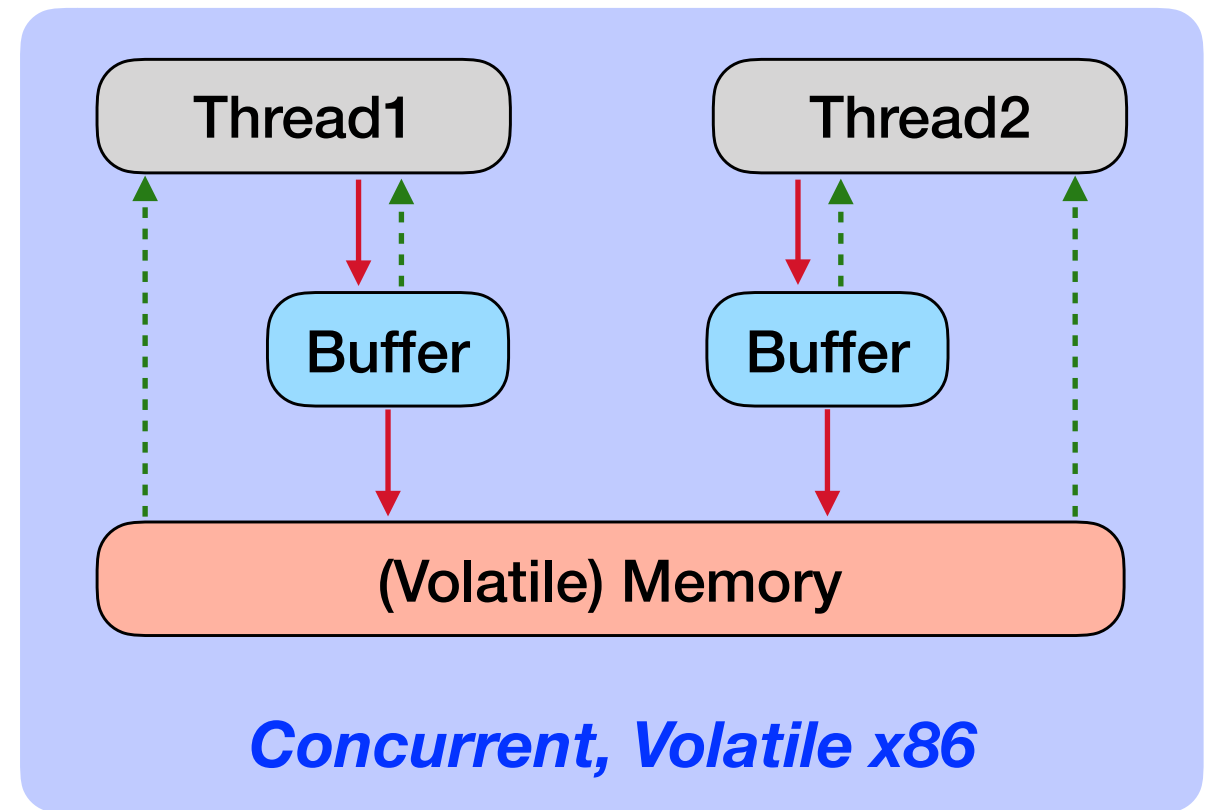 Thread1
Thread2
Buffer
Buffer
(Volatile) Memory
Concurrent, Volatile x86